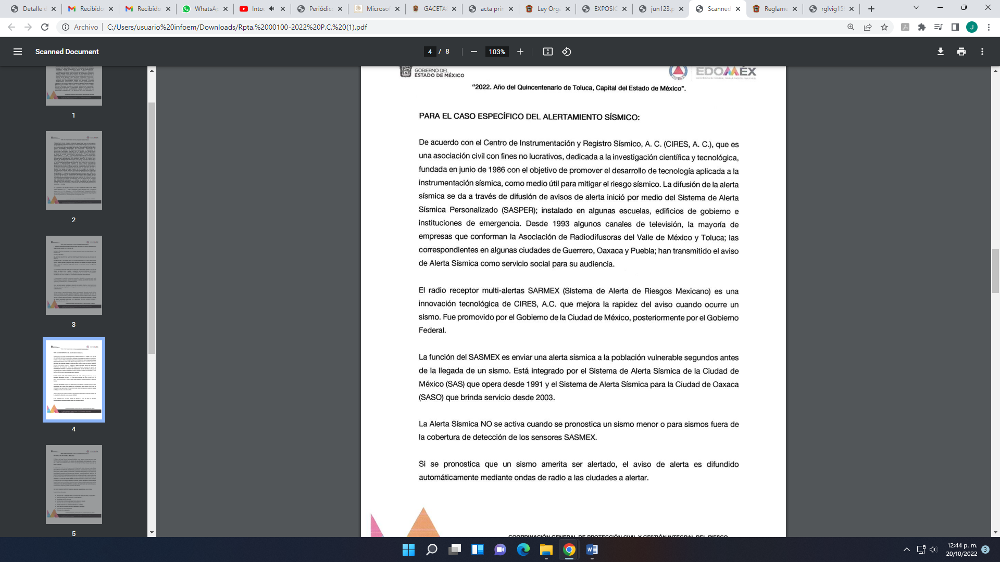 Detalle d
Recibido
Recibido
WhatsAp
Intoc
Periódic
Microsof
GACETA
acta prin
Ley Orga
EXPOSIC
jun123.p
Scanned
Reglame
rglvig15
Archivo
C:/Users/usuario%20infoem/Downloads/Rpta.%2000100-2022%20P.C.%20(1).pdf
J
Scanned Document
4 / 8
103%
1
2
3
4
5
GOBIERNO DEL
ESTADO DE MÉXICO
EDOMÉX
“2022. Año del Quincentenario de Toluca, Capital del Estado de México”.
PARA EL CASO ESPECÍFICO DEL ALERTAMIENTO SÍSMICO:
De acuerdo con el Centro de Instrumentación y Registro Sísmico, A. C. (CIRES, A. C.), que es
una asociación civil con fines no lucrativos, dedicada a la investigación científica y tecnológica,
fundada en junio de 1986 con el objetivo de promover el desarrollo de tecnología aplicada a la
instrumentación sísmica, como medio útil para mitigar el riesgo sísmico. La difusión de la alerta
sísmica se da a través de difusión de avisos de alerta inició por medio del Sistema de Alerta
Sísmica Personalizado (SASPER); instalado en algunas escuelas, edificios de gobierno e
instituciones de emergencia. Desde 1993 algunos canales de televisión, la mayoría de
empresas que conforman la Asociación de Radiodifusoras del Valle de México y Toluca; las
correspondientes en algunas ciudades de Guerrero, Oaxaca y Puebla; han transmitido el aviso
de Alerta Sísmica como servicio social para su audiencia.
El radio receptor multi-alertas SARMEX (Sistema de Alerta de Riesgos Mexicano) es una
innovación tecnológica de CIRES, A.C. que mejora la rapidez del aviso cuando ocurre un
sismo. Fue promovido por el Gobierno de la Ciudad de México, posteriormente por el Gobierno
Federal.
La función del SASMEX es enviar una alerta sísmica a la población vulnerable segundos antes
de la llegada de un sismo. Está integrado por el Sistema de Alerta Sísmica de la Ciudad de
México (SAS) que opera desde 1991 y el Sistema de Alerta Sísmica para la Ciudad de Oaxaca
(SASO) que brinda servicio desde 2003.
La Alerta Sísmica NO se activa cuando se pronostica un sismo menor o para sismos fuera de
la cobertura de detección de los sensores SASMEX.
Si se pronostica que un sismo amerita ser alertado, el aviso de alerta es difundido
automáticamente mediante ondas de radio a las ciudades a alertar.
COORDINACIÓN GENERAL DE PROTECCIÓN CIVIL Y GESTIÓN INTEGRAL DEL RIESGO
12:44 p. m.
20/10/2022
3